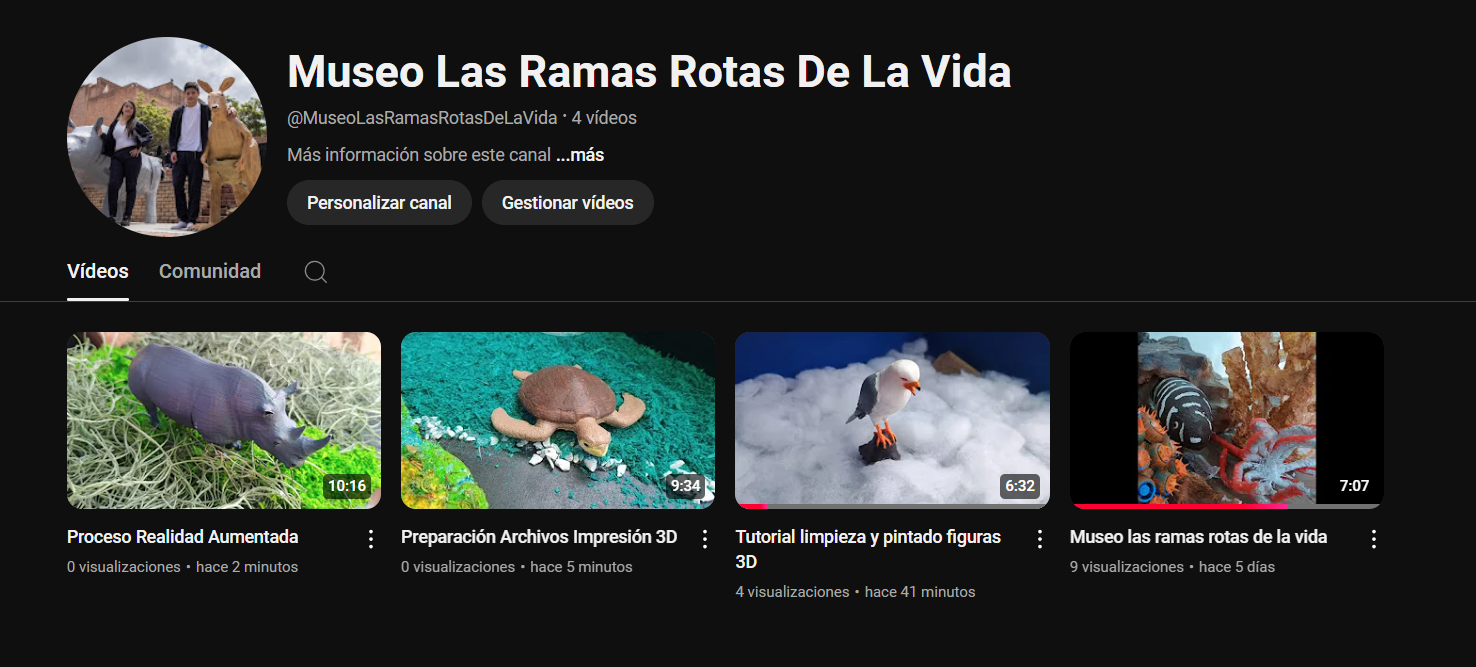 Museo Las Ramas Rotas De La Vida
@MuseoLasRamasRotasDeLaVida · 4 vídeos
Más información sobre este canal ...más
Personalizar canal
Gestionar vídeos
Vídeos
Comunidad
10:16
9:34
6:32
7:07
Proceso Realidad Aumentada
0 visualizaciones • hace 2 minutos
Preparación Archivos Impresión 3D
0 visualizaciones • hace 5 minutos
Tutorial limpieza y pintado figuras
3D
4 visualizaciones • hace 41 minutos
Museo las ramas rotas de la vida
9 visualizaciones • hace 5 días